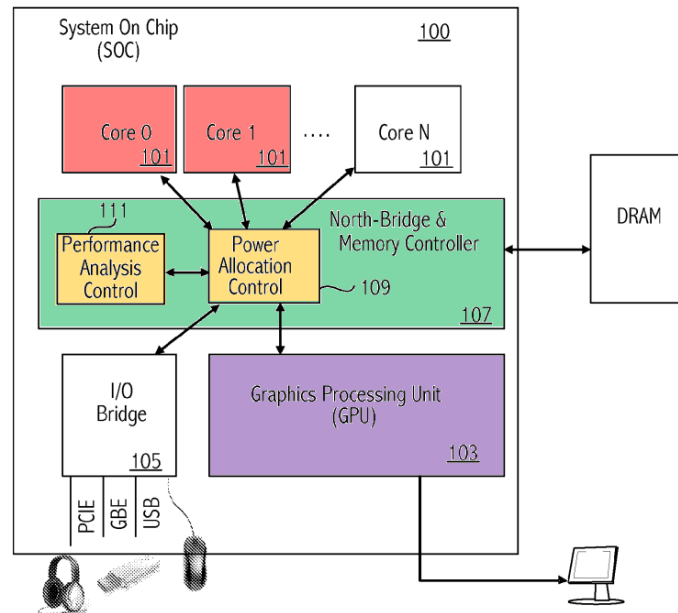 System On Chip
(SOC)
100
Core 0
101
Core 1
101
....
Core N
101
DRAM
111
Performance
Analysis
Control
Power
Allocation
Control
109
North-Bridge &
Memory Controller
107
I/O
Bridge
105
Graphics Processing Unit
(GPU)
103
PCIE
GBE
USB